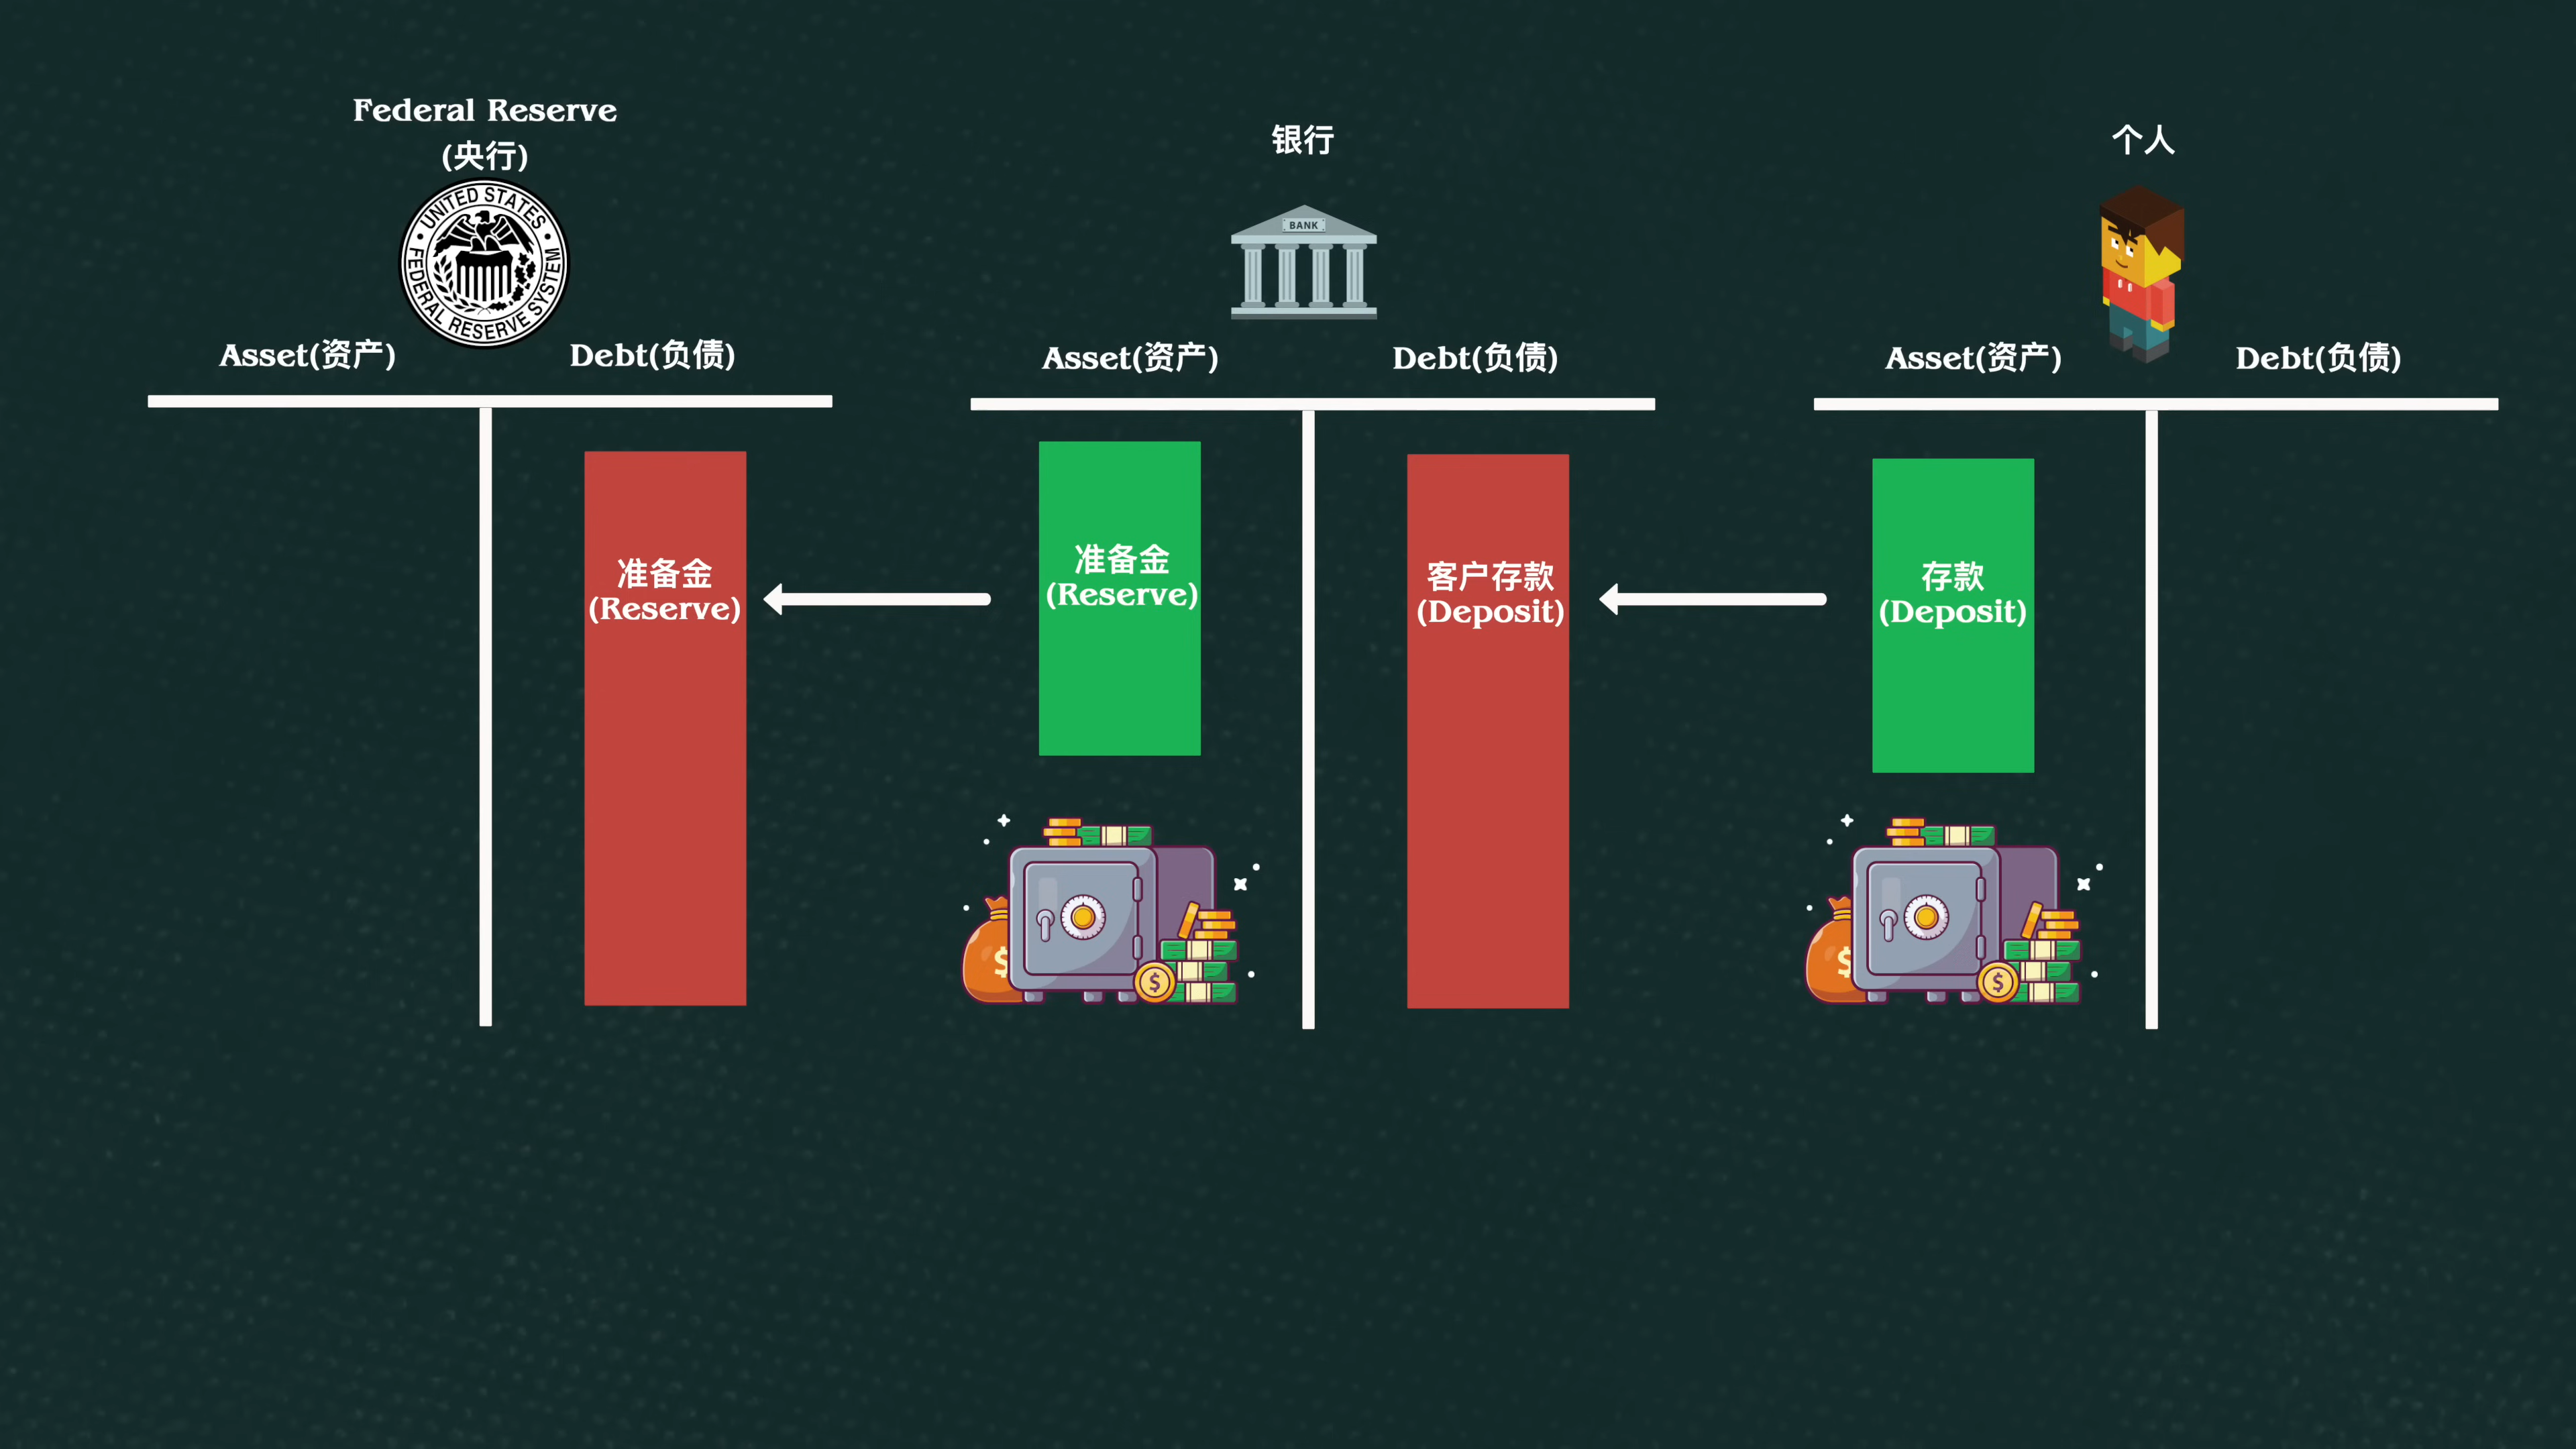 Federal Reserve
(央行)
UNITED STATES
FEDERAL RESERVE SYSTEM
Asset(资产)
Debt(负债)
准备金
(Reserve)
银行
BANK
Asset(资产)
Debt(负债)
准备金
(Reserve)
$
$
客户存款
(Deposit)
个人
Asset(资产)
Debt(负债)
存款
(Deposit)
$
$